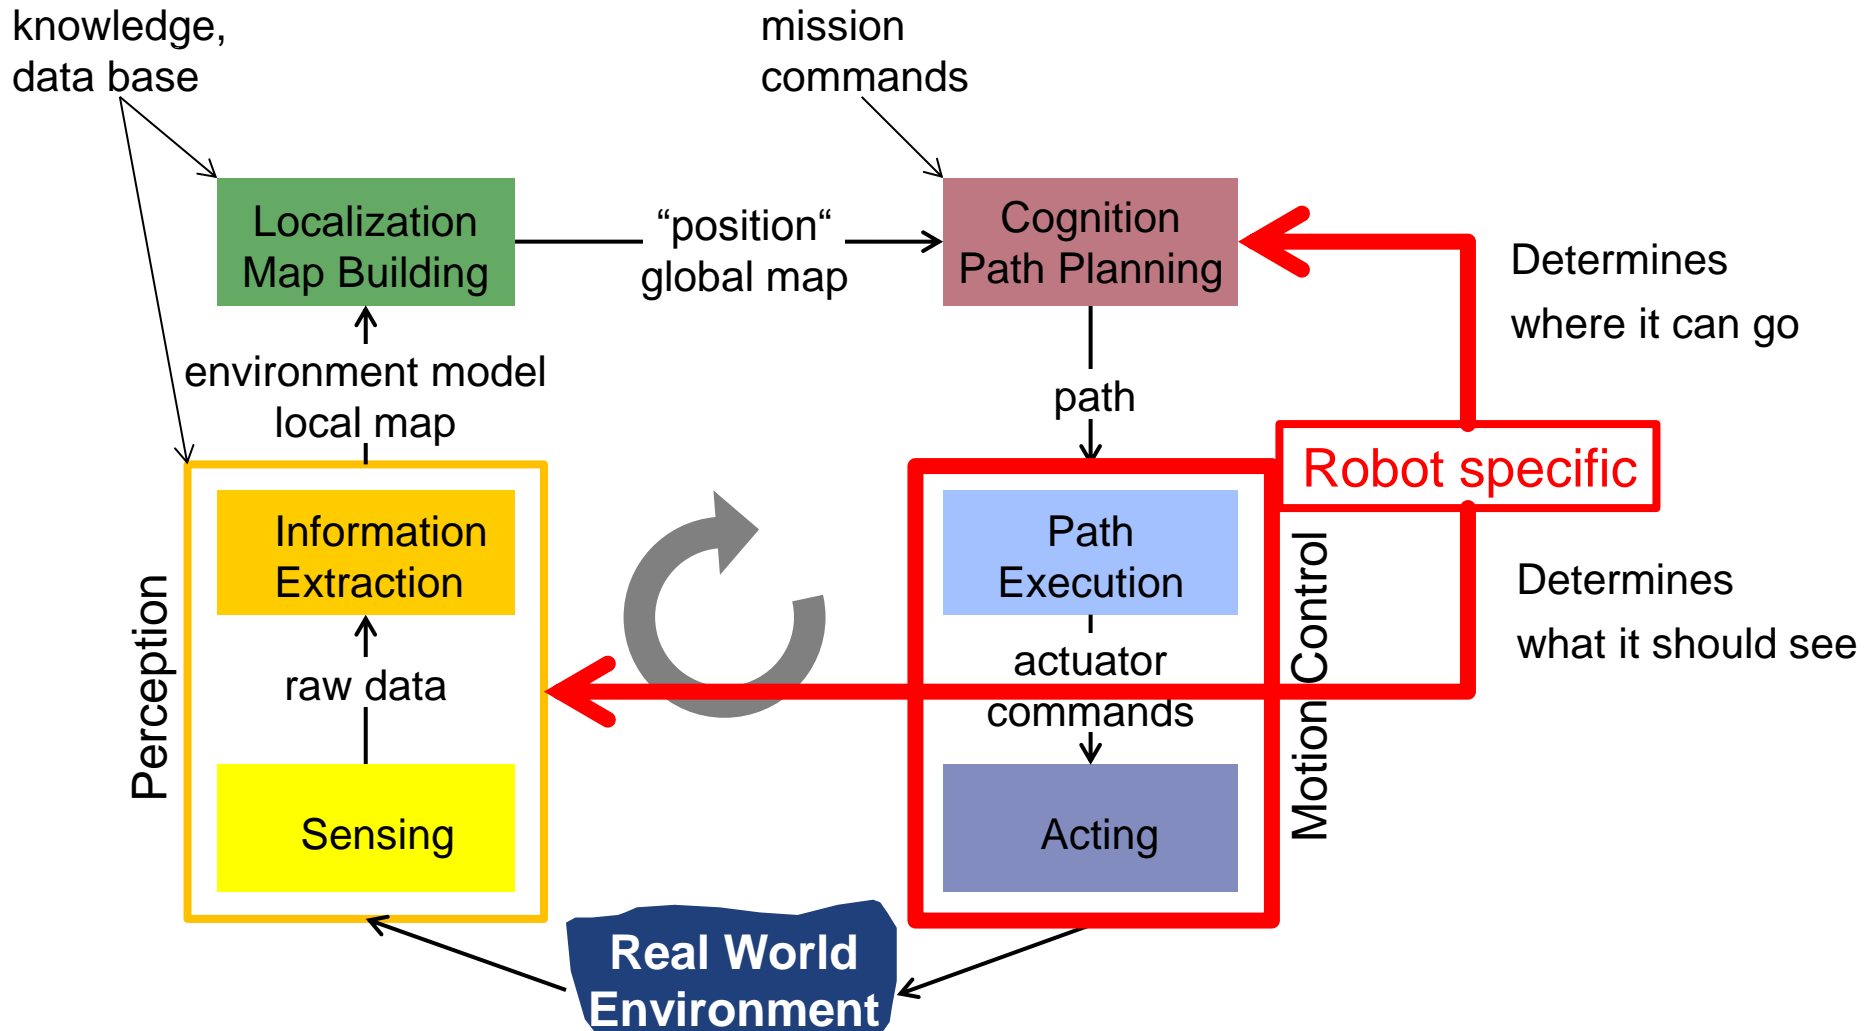 knowledge,
data base
mission
commands
Localization
Map Building
“position“
global map
Cognition
Path Planning
Determines
where it can go
environment model
local map
path
Robot specific
Perception
Information
Extraction
raw data
Sensing
Path
Execution
actuator
commands
Acting
Motion Control
Determines
what it should see
Real World
Environment